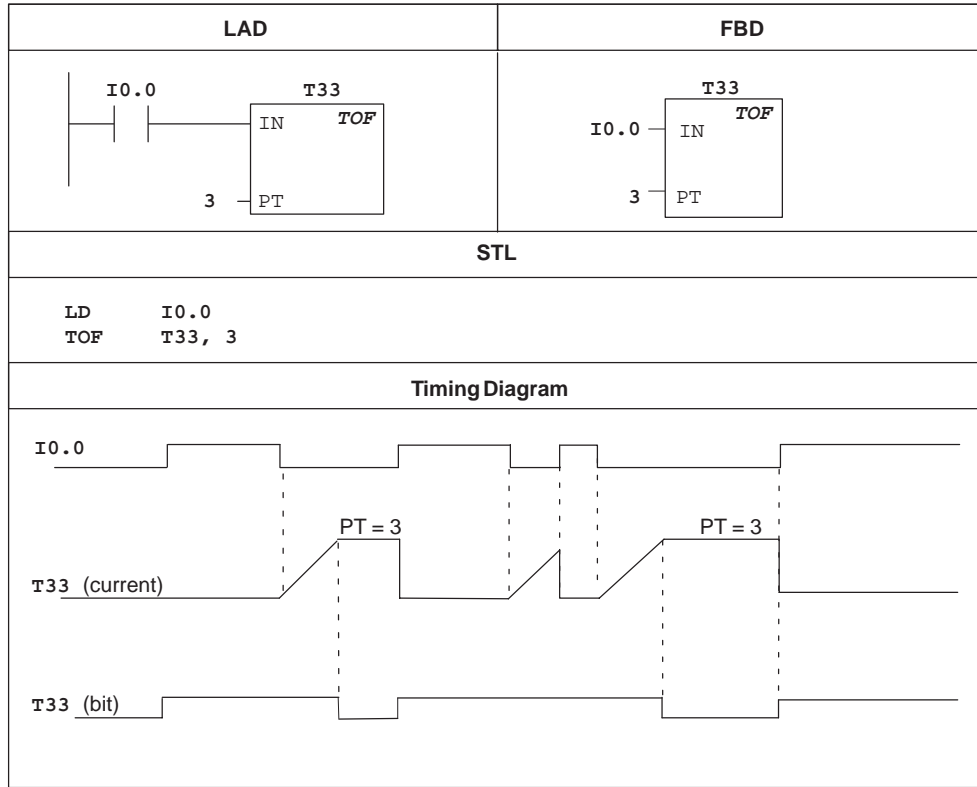 LAD
FBD
I0.0
T33
IN TOF
3 PT
T33
TOF
I0.0 IN
3 PT
STL
LD I0.0
TOF T33, 3
Timing Diagram
I0.0
PT = 3 PT = 3
T33 (current)
T33 (bit)